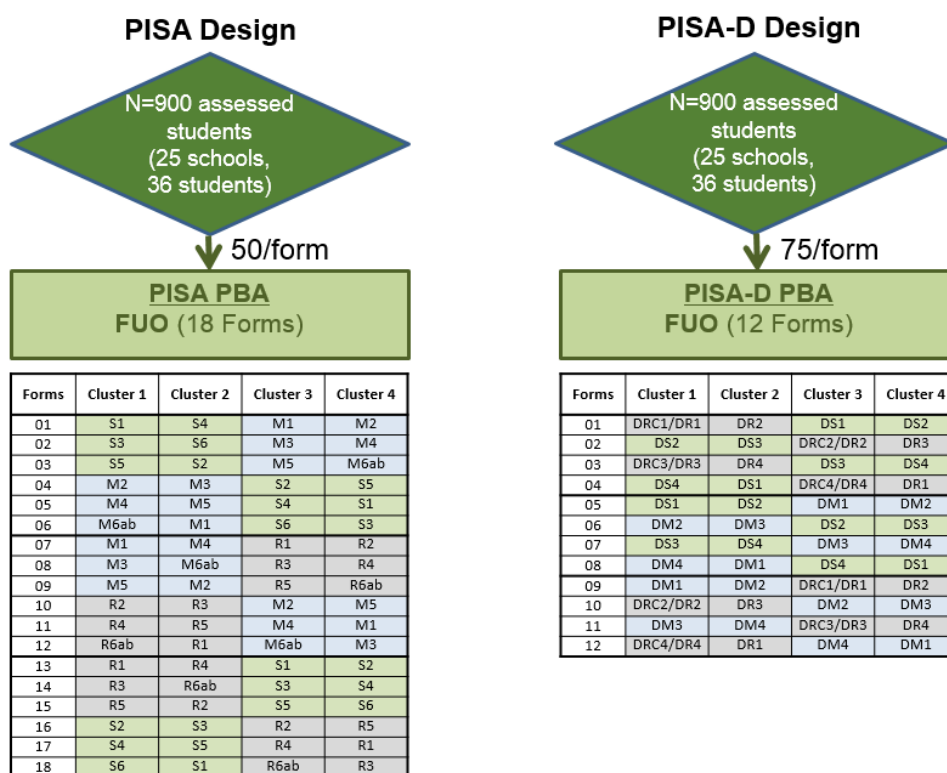 PISA Design
N=900 assessed
students
(25 schools,
36 students)
50/form
PISA PBA
FUO (18 Forms)
Forms Cluster 1 Cluster 2 Cluster 3 Cluster 4
01 S1 S4 M1 M2
02 S3 S6 M3 M4
03 S5 S2 M5 M6ab
04 M2 M3 S2 S5
05 M4 M5 S4 S1
06 M6ab M1 S6 S3
07 M1 M4 R1 R2
08 M3 M6ab R3 R4
09 M5 M2 R5 R6ab
10 R2 R3 M2 M5
11 R4 R5 M4 M1
12 R6ab R1 M6ab M3
13 R1 R4 S1 S2
14 R3 R6ab S3 S4
15 R5 R2 S5 S6
16 S2 S3 R2 R5
17 S4 S5 R4 R1
18 S6 S1 R6ab R3
PISA-D Design
N=900 assessed
students
(25 schools,
36 students)
75/form
PISA-D PBA
FUO (12 Forms)
Forms Cluster 1 Cluster 2 Cluster 3 Cluster 4
01 DRC1/DR1 DR2 DS1 DS2
02 DS2 DS3 DRC2/DR2 DR3
03 DRC3/DR3 DR4 DS3 DS4
04 DS4 DS1 DRC4/DR4 DR1
05 DS1 DS2 DM1 DM2
06 DM2 DM3 DS2 DS3
07 DS3 DS4 DM3 DM4
08 DM4 DM1 DS4 DS1
09 DM1 DM2 DRC1/DR1 DR2
10 DRC2/DR2 DR3 DM2 DM3
11 DM3 DM4 DRC3/DR3 DR4
12 DRC4/DR4 DR1 DM4 DM1